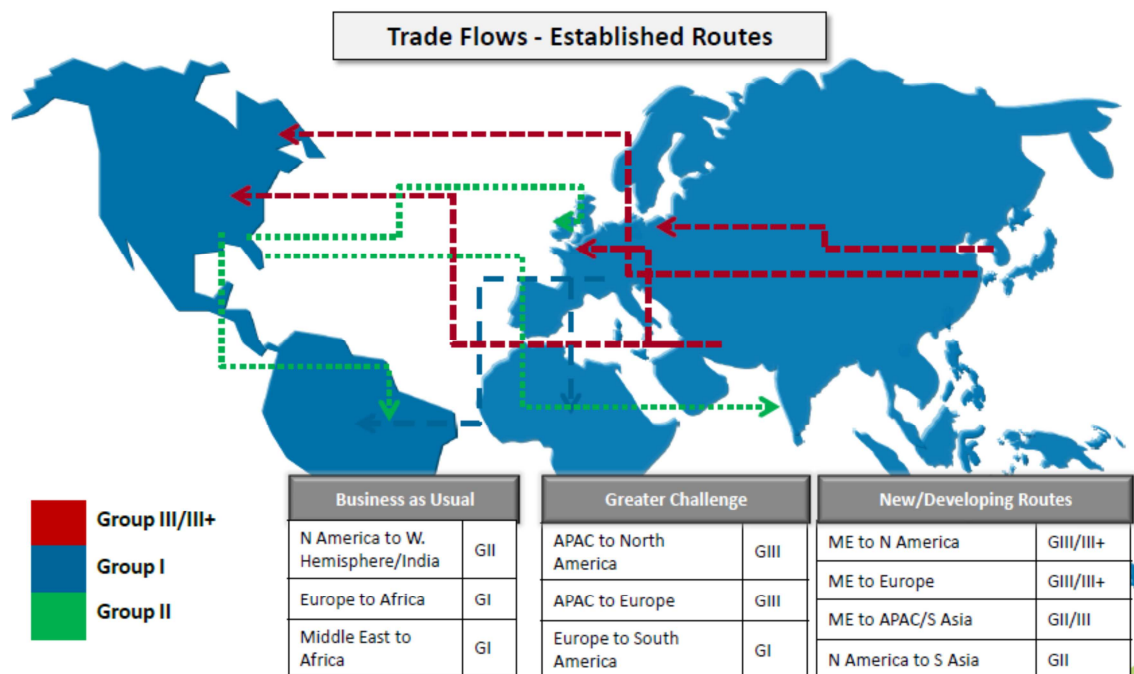 Trade Flows - Established Routes
Group III/III+
Group I
Group II
Business as Usual
N America to W.
Hemisphere/India
GII
Europe to Africa
GI
Middle East to
Africa
GI
Greater Challenge
APAC to North
America
GIII
APAC to Europe
GIII
Europe to South
America
GI
New/Developing Routes
ME to N America
GIII/III+
ME to Europe
GIII/III+
ME to APAC/S Asia
GII/III
N America to S Asia
GII